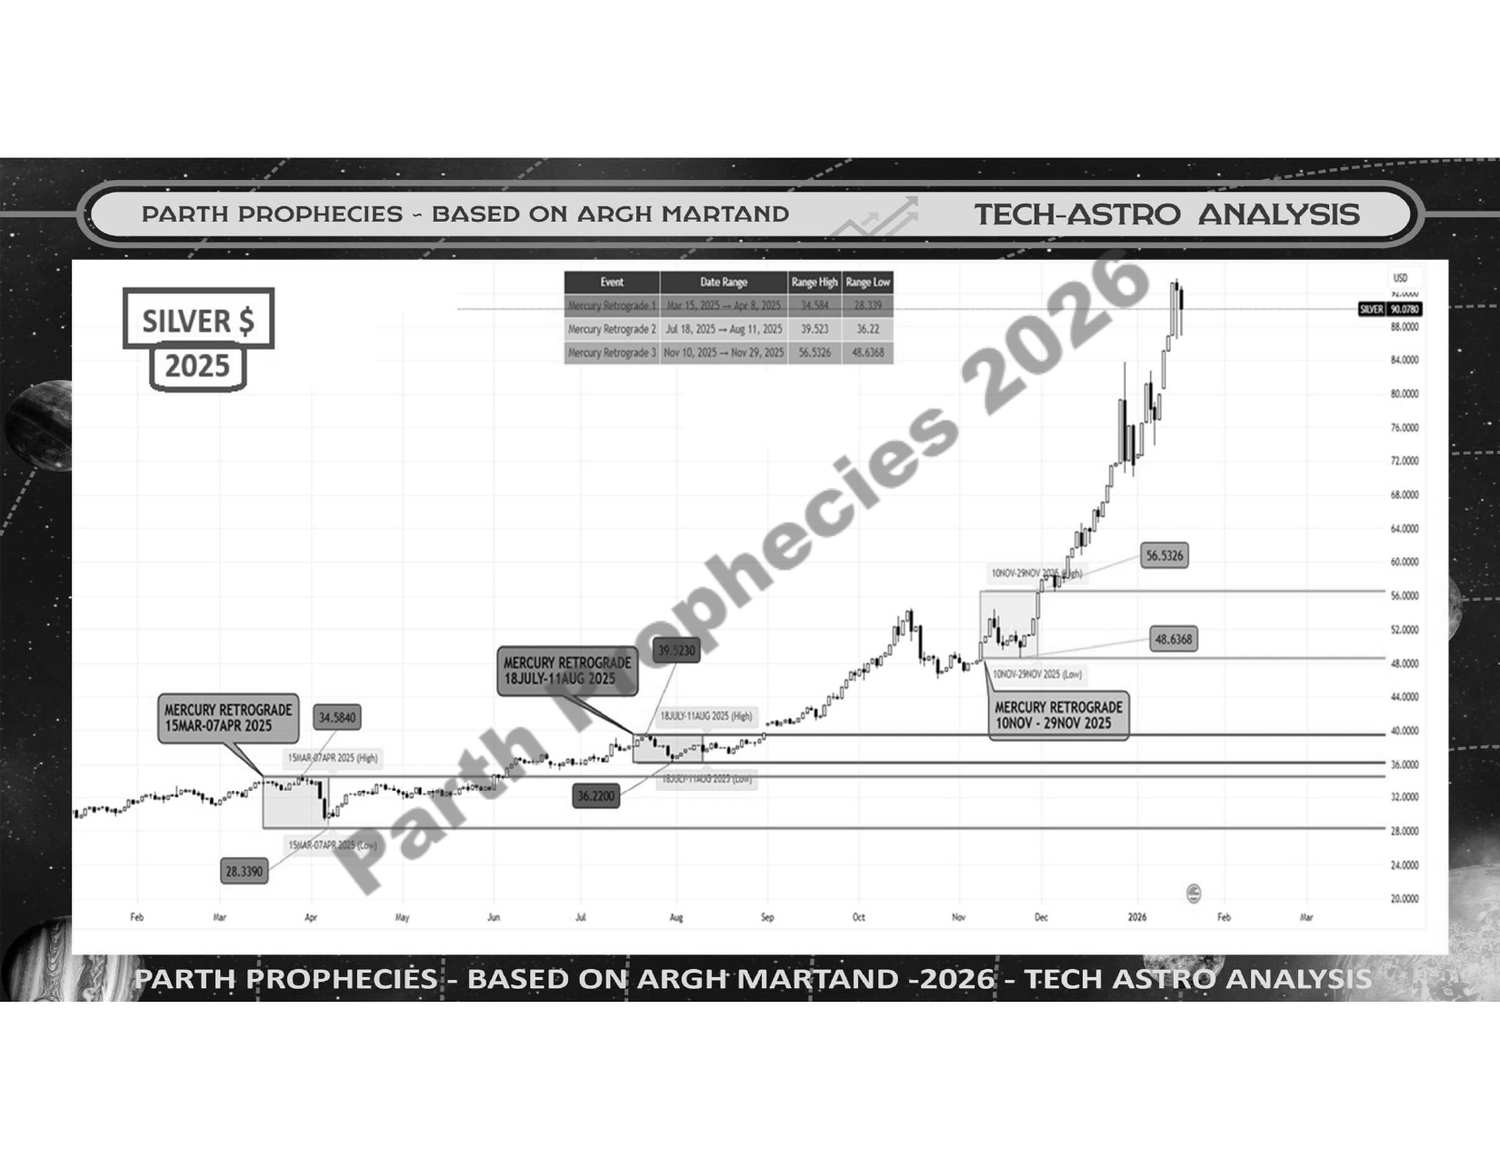 PARTH PROPHECIES ~ BASED ON ARGH MARTAND
TECH-ASTRO ANALYSIS
SILVER $
2025
Event Date Range Range High Range Low
Mercury Retrograde 1 Mar 15, 2025 → Apr 8, 2025 34.584 28.339
Mercury Retrograde 2 Jul 18, 2025 → Aug 11, 2025 39.523 36.22
Mercury Retrograde 3 Nov 10, 2025 → Nov 29, 2025 56.5326 48.6368
Parth Prophecies 2026
USD
SILVER 90.0780
88.0000
84.0000
80.0000
76.0000
72.0000
68.0000
64.0000
60.0000
56.0000
52.0000
48.0000
44.0000
40.0000
36.0000
32.0000
28.0000
24.0000
20.0000
56.5326
10NOV-29NOV 2025 (High)
48.6368
10NOV-29NOV 2025 (Low)
MERCURY RETROGRADE
10NOV - 29NOV 2025
39.5230
MERCURY RETROGRADE
18JULY-11AUG 2025
18JULY-11AUG 2025 (High)
18JULY-11AUG 2025 (Low)
36.2200
MERCURY RETROGRADE
15MAR-07APR 2025
34.5840
15MAR-07APR 2025 (High)
15MAR-07APR 2025 (Low)
28.3390
Feb Mar Apr May Jun Jul Aug Sep Oct Nov Dec 2026 Feb Mar
PARTH PROPHECIES - BASED ON ARGH MARTAND -2026 - TECH ASTRO ANALYSIS